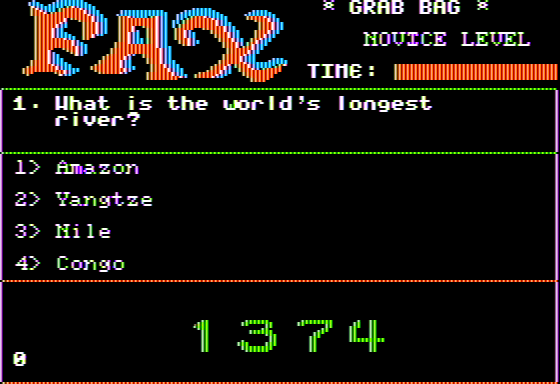 FAX
* GRAB BAG *
NOVICE LEVEL
TIME:
1. What is the world's longest
river?
1> Amazon
2> Yangtze
3> Nile
4> Congo
1374
0